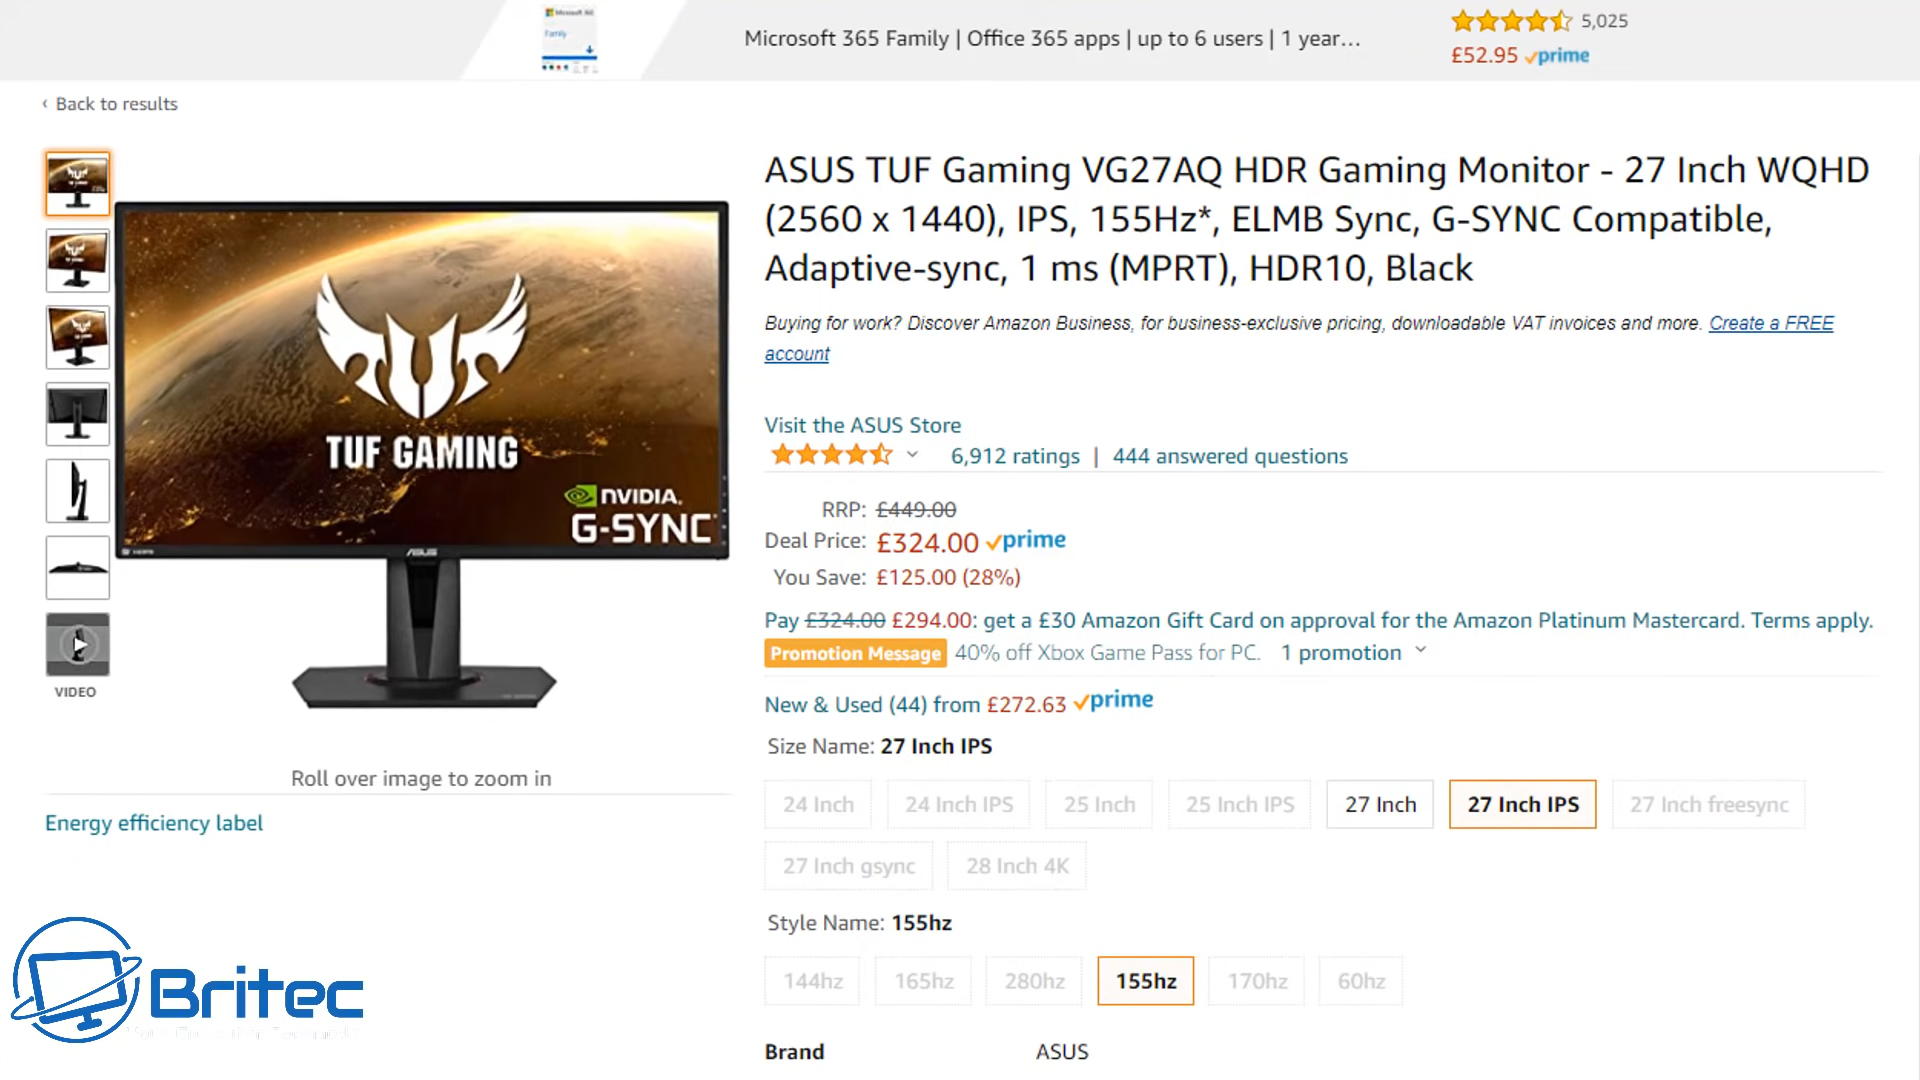 Microsoft 365 Family | Office 365 apps | up to 6 users | 1 year...
5,025
£52.95 prime
‹ Back to results
ASUS TUF Gaming VG27AQ HDR Gaming Monitor - 27 Inch WQHD
(2560 x 1440), IPS, 155Hz*, ELMB Sync, G-SYNC Compatible,
Adaptive-sync, 1 ms (MPRT), HDR10, Black
Buying for work? Discover Amazon Business, for business-exclusive pricing, downloadable VAT invoices and more. Create a FREE
account
Visit the ASUS Store
6,912 ratings | 444 answered questions
RRP: £449.00
Deal Price: £324.00 prime
You Save: £125.00 (28%)
Pay £324.00 £294.00: get a £30 Amazon Gift Card on approval for the Amazon Platinum Mastercard. Terms apply.
Promotion Message 40% off Xbox Game Pass for PC. 1 promotion
New & Used (44) from £272.63 prime
Size Name: 27 Inch IPS
24 Inch 24 Inch IPS 25 Inch 25 Inch IPS 27 Inch 27 Inch IPS 27 Inch freesync
27 Inch gsync 28 Inch 4K
Style Name: 155hz
144hz 165hz 280hz 155hz 170hz 60hz
Brand ASUS
TUF GAMING
NVIDIA.
G-SYNC
ASUS
VIDEO
Roll over image to zoom in
Energy efficiency label
Britec